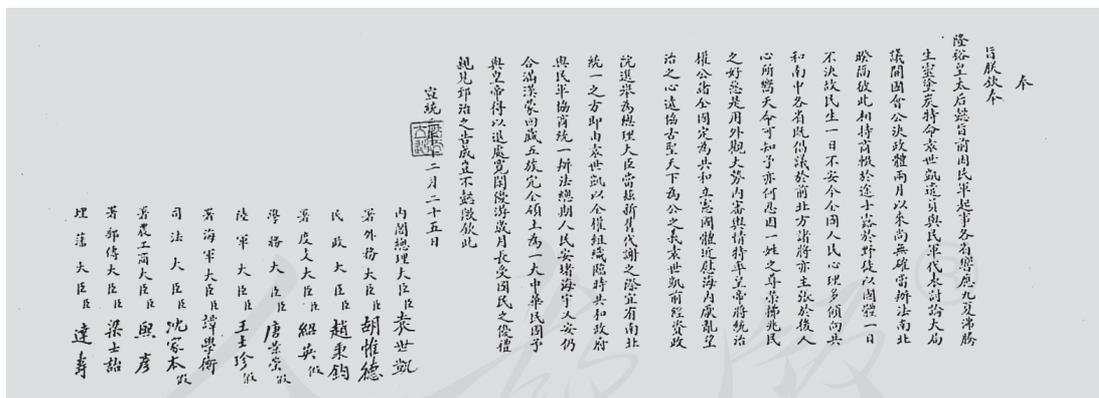 奉
旨朕欽奉
隆裕皇太后懿旨前因民軍起事各省響應九夏沸騰
生靈塗炭特命袁世凱遣員與民軍代表討論大局
議開國會公決政體兩月以來尚無確當辦法南北
暌隔彼此相持商輟於途士露於野徒以國體一日
不決故民生一日不安今全國人民心理多傾向共
和南中各省既倡議於前北方諸將亦主張於後人
心所嚮天命可知予亦何忍因一姓之尊榮拂兆民
之好惡是用外觀大勢內審輿情特率皇帝將統治
權公諸全國定為共和立憲國體近慰海內厭亂望
治之心遠協古聖天下為公之義袁世凱前經資政
院選舉為總理大臣當茲新舊代謝之際宜有南北
統一之方即由袁世凱以全權組織臨時共和政府
與民軍協商統一辦法總期人民安堵海宇乂安仍
合滿漢蒙回藏五族完全領土為一大中華民國予
與皇帝得以退處寬閒優游歲月長受國民之優禮
親見郅治之告成豈不懿歟欽此
宣統三年十二月二十五日
內閣總理大臣臣袁世凱
署外務大臣臣胡惟德
民政大臣臣趙秉鈞
署度支大臣臣紹英假
學務大臣臣唐景崇假
陸軍大臣臣王士珍假
署海軍大臣臣譚學衡
司法大臣臣沈家本假
署農工商大臣臣熙彥
署郵傳大臣臣梁士詒
理藩大臣臣達壽